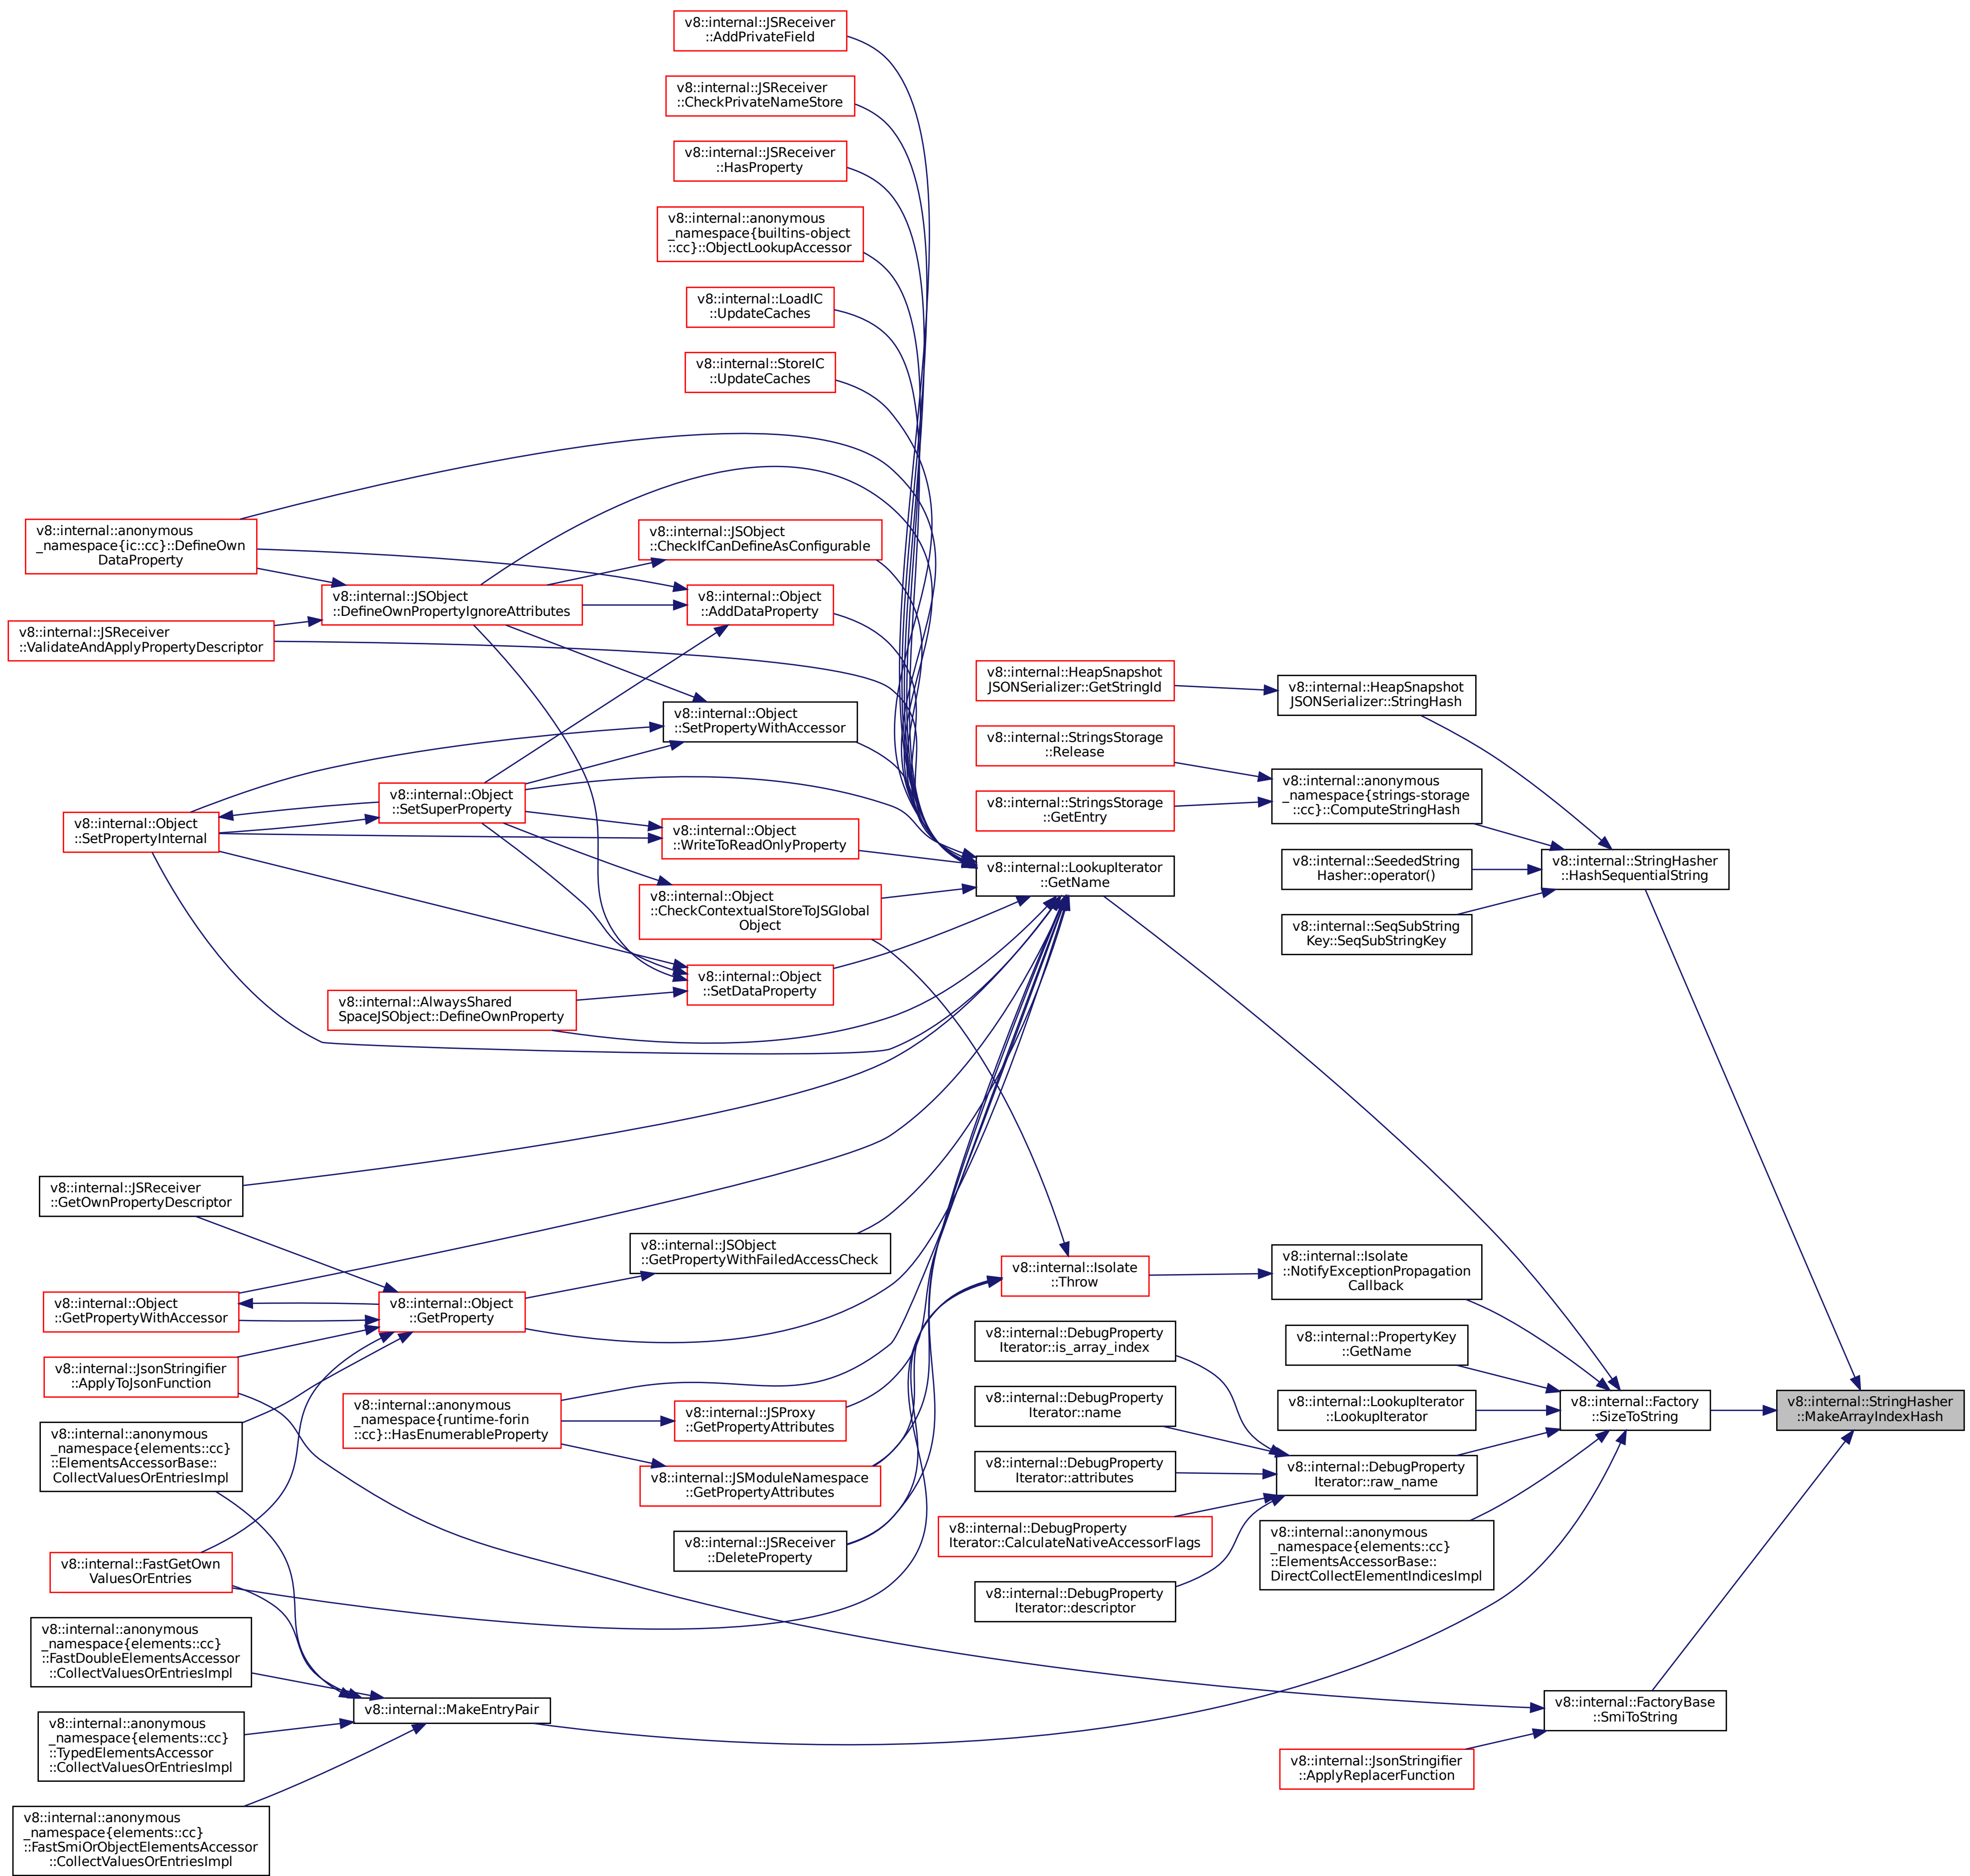 v8::internal::JSReceiver
::AddPrivateField
v8::internal::JSReceiver
::CheckPrivateNameStore
v8::internal::JSReceiver
::HasProperty
v8::internal::anonymous
_namespace{builtins-object
::cc}::ObjectLookupAccessor
v8::internal::LoadIC
::UpdateCaches
v8::internal::StoreIC
::UpdateCaches
v8::internal::anonymous
_namespace{ic::cc}::DefineOwn
DataProperty
v8::internal::JSObject
::CheckIfCanDefineAsConfigurable
v8::internal::JSObject
::DefineOwnPropertyIgnoreAttributes
v8::internal::Object
::AddDataProperty
v8::internal::JSReceiver
::ValidateAndApplyPropertyDescriptor
v8::internal::Object
::SetPropertyWithAccessor
v8::internal::Object
::SetSuperProperty
v8::internal::Object
::SetPropertyInternal
v8::internal::Object
::WriteToReadOnlyProperty
v8::internal::Object
::CheckContextualStoreToJSGlobal
Object
v8::internal::Object
::SetDataProperty
v8::internal::AlwaysShared
SpaceJSObject::DefineOwnProperty
v8::internal::HeapSnapshot
JSONSerializer::GetStringId
v8::internal::HeapSnapshot
JSONSerializer::StringHash
v8::internal::StringsStorage
::Release
v8::internal::anonymous
_namespace{strings-storage
::cc}::ComputeStringHash
v8::internal::StringsStorage
::GetEntry
v8::internal::LookupIterator
::GetName
v8::internal::SeededString
Hasher::operator()
v8::internal::StringHasher
::HashSequentialString
v8::internal::SeqSubString
Key::SeqSubStringKey
v8::internal::JSReceiver
::GetOwnPropertyDescriptor
v8::internal::JSObject
::GetPropertyWithFailedAccessCheck
v8::internal::Isolate
::Throw
v8::internal::Isolate
::NotifyExceptionPropagation
Callback
v8::internal::Object
::GetPropertyWithAccessor
v8::internal::Object
::GetProperty
v8::internal::DebugProperty
Iterator::is_array_index
v8::internal::PropertyKey
::GetName
v8::internal::JsonStringifier
::ApplyToJsonFunction
v8::internal::anonymous
_namespace{runtime-forin
::cc}::HasEnumerableProperty
v8::internal::JSProxy
::GetPropertyAttributes
v8::internal::DebugProperty
Iterator::name
v8::internal::LookupIterator
::LookupIterator
v8::internal::Factory
::SizeToString
v8::internal::StringHasher
::MakeArrayIndexHash
v8::internal::anonymous
_namespace{elements::cc}
::ElementsAccessorBase::
CollectValuesOrEntriesImpl
v8::internal::JSModuleNamespace
::GetPropertyAttributes
v8::internal::DebugProperty
Iterator::attributes
v8::internal::DebugProperty
Iterator::raw_name
v8::internal::JSReceiver
::DeleteProperty
v8::internal::DebugProperty
Iterator::CalculateNativeAccessorFlags
v8::internal::anonymous
_namespace{elements::cc}
::ElementsAccessorBase::
DirectCollectElementIndicesImpl
v8::internal::FastGetOwn
ValuesOrEntries
v8::internal::DebugProperty
Iterator::descriptor
v8::internal::anonymous
_namespace{elements::cc}
::FastDoubleElementsAccessor
::CollectValuesOrEntriesImpl
v8::internal::MakeEntryPair
v8::internal::FactoryBase
::SmiToString
v8::internal::anonymous
_namespace{elements::cc}
::TypedElementsAccessor
::CollectValuesOrEntriesImpl
v8::internal::JsonStringifier
::ApplyReplacerFunction
v8::internal::anonymous
_namespace{elements::cc}
::FastSmiOrObjectElementsAccessor
::CollectValuesOrEntriesImpl